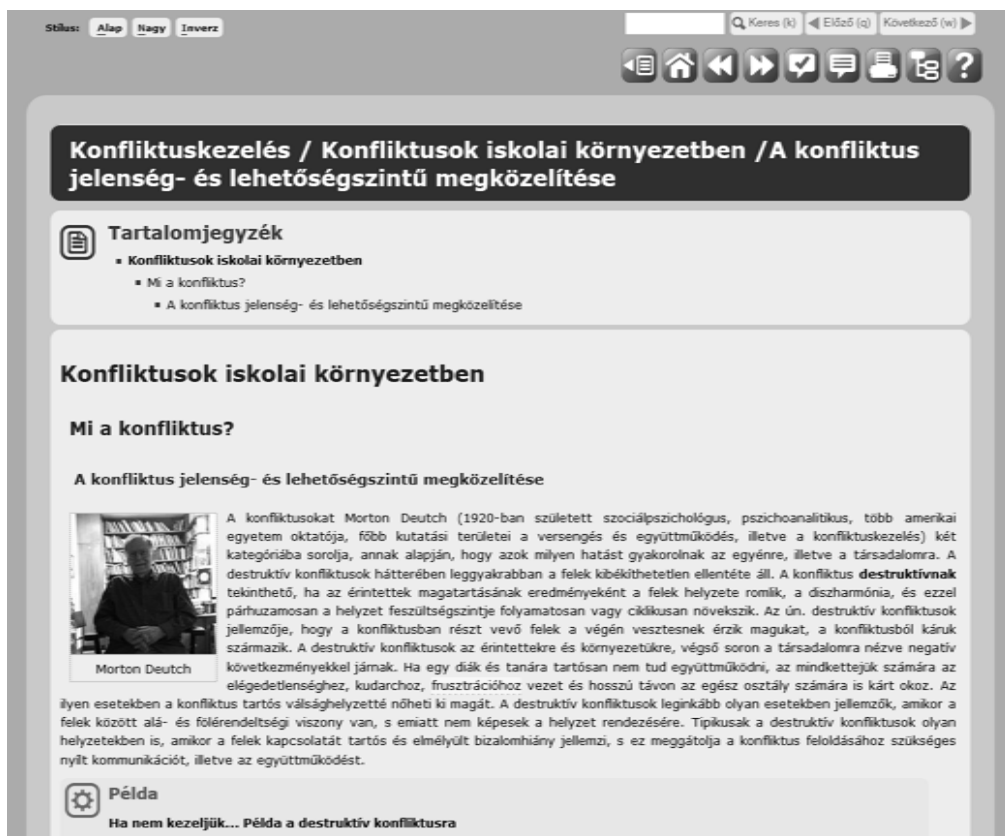 Stílus: Alap Nagy Inverz
Keres (k) Előző (q) Következő (w)
Konfliktuskezelés / Konfliktusok iskolai környezetben /A konfliktus
jelenség- és lehetőségszintű megközelítése
Tartalomjegyzék
Konfliktusok iskolai környezetben
Mi a konfliktus?
A konfliktus jelenség- és lehetőségszintű megközelítése
Konfliktusok iskolai környezetben
Mi a konfliktus?
A konfliktus jelenség- és lehetőségszintű megközelítése
A konfliktusokat Morton Deutch (1920-ban született szociálpszichológus, pszichoanalitikus, több amerikai
egyetem oktatója, főbb kutatási területei a versengés és együttműködés, illetve a konfliktuskezelés) két
kategóriába sorolja, annak alapján, hogy azok milyen hatást gyakorolnak az egyénre, illetve a társadalomra. A
destruktív konfliktusok hátterében leggyakrabban a felek kibékíthetetlen ellentéte áll. A konfliktus destruktívnak
tekinthető, ha az érintettek magatartásának eredményeként a felek helyzete romlik, a diszharmónia, és ezzel
párhuzamosan a helyzet feszültségszintje folyamatosan vagy ciklikusan növekszik. Az ún. destruktív konfliktusok
jellemzője, hogy a konfliktusban részt vevő felek a végén vesztesnek érzik magukat, a konfliktusból káruk
származik. A destruktív konfliktusok az érintettekre és környezetükre, végső soron a társadalomra nézve negatív
következményekkel járnak. Ha egy diák és tanára tartósan nem tud együttműködni, az mindkettejük számára az
elégedetlenséghez, kudarchoz, frusztrációhoz vezet és hosszú távon az egész osztály számára is kárt okoz. Az
Morton Deutch
ilyen esetekben a konfliktus tartós válsághelyzetté nőheti ki magát. A destruktív konfliktusok leginkább olyan esetekben jellemzők, amikor a
felek között alá- és fölérendeltségi viszony van, s emiatt nem képesek a helyzet rendezésére. Tipikusak a destruktív konfliktusok olyan
helyzetekben is, amikor a felek kapcsolatát tartós és elmélyült bizalomhiány jellemzi, s ez meggátolja a konfliktus feloldásához szükséges
nyílt kommunikációt, illetve az együttműködést.
Példa
Ha nem kezeljük... Példa a destruktív konfliktusra